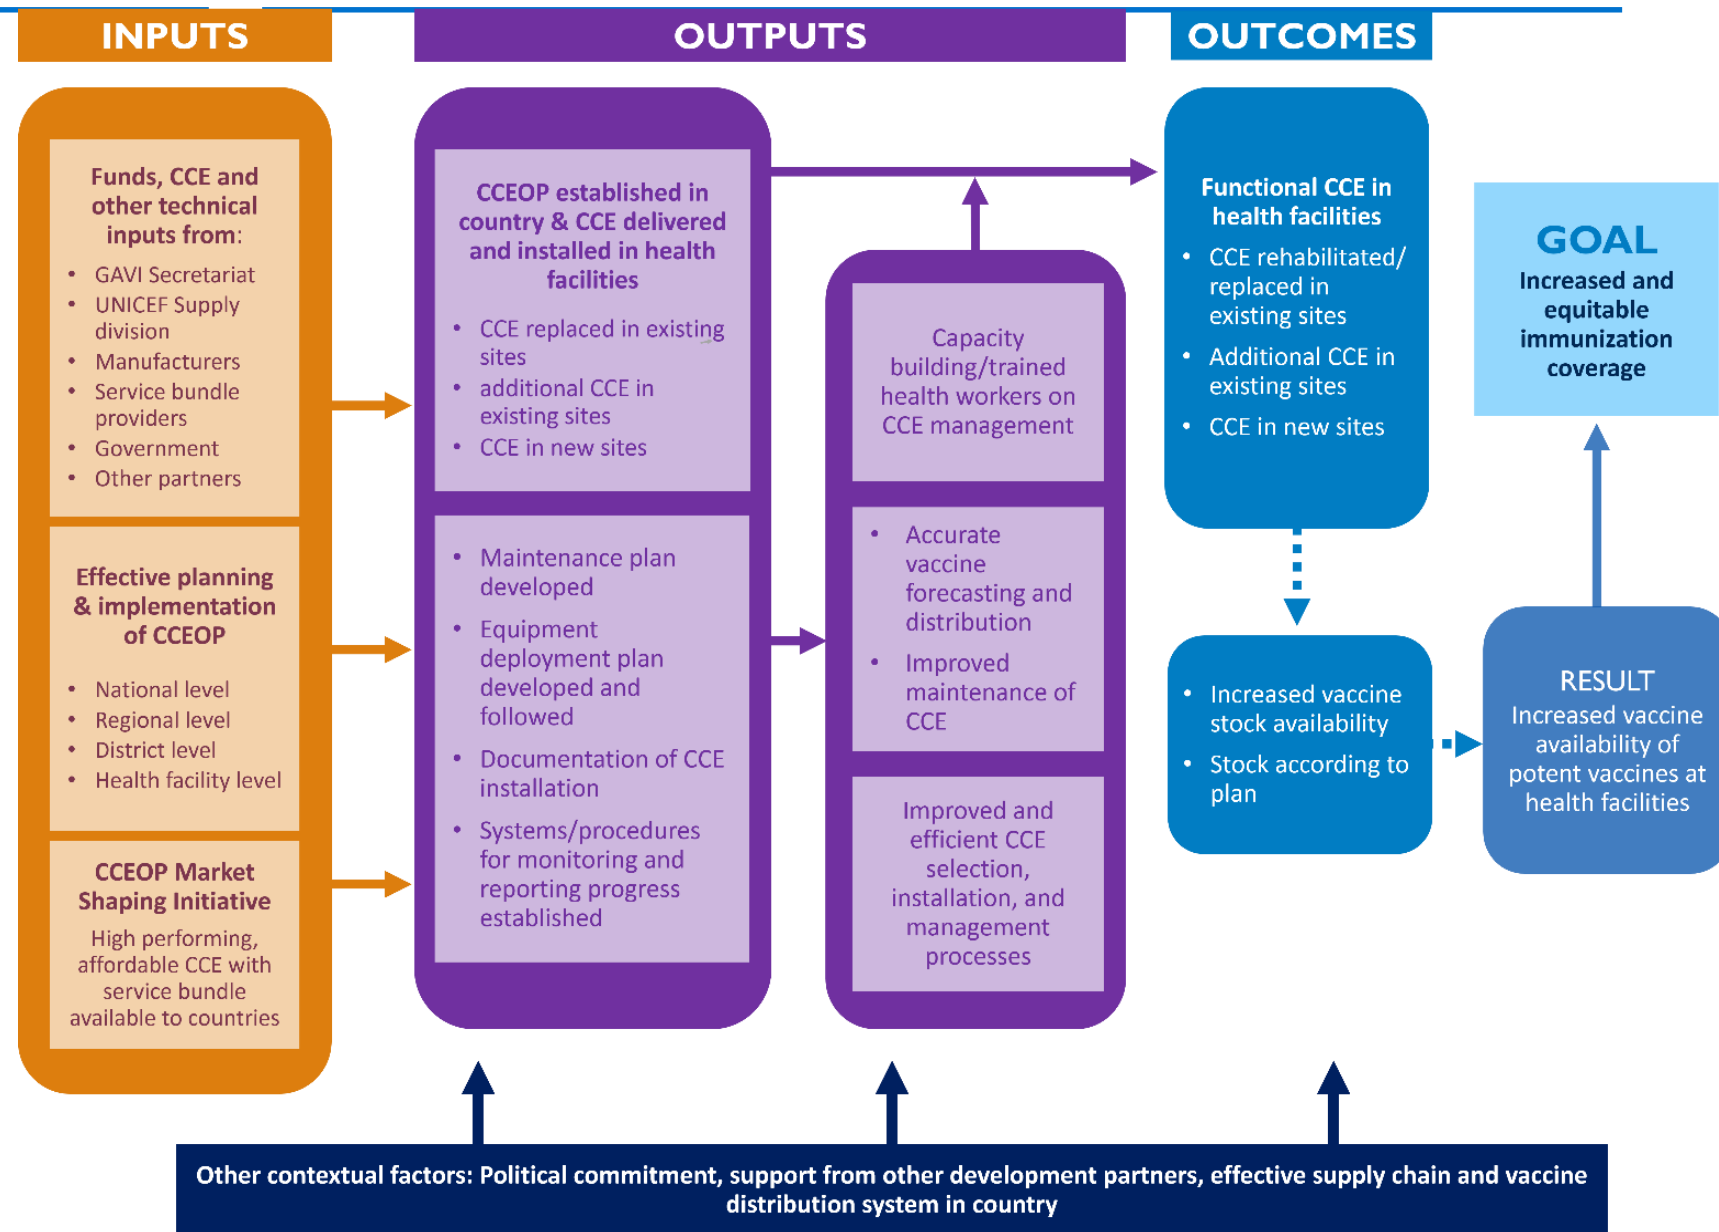 INPUTS
OUTPUTS
OUTCOMES
Funds, CCE and
other technical
inputs from:
• GAVI Secretariat
• UNICEF Supply
division
• Manufacturers
• Service bundle
providers
• Government
• Other partners
Effective planning
& implementation
of CCEOP
• National level
• Regional level
• District level
• Health facility level
CCEOP Market
Shaping Initiative
High performing,
affordable CCE with
service bundle
available to countries
CCEOP established in
country & CCE delivered
and installed in health
facilities
• CCE replaced in existing
sites
• additional CCE in
existing sites
• CCE in new sites
• Maintenance plan
developed
• Equipment
deployment plan
developed and
followed
• Documentation of CCE
installation
• Systems/procedures
for monitoring and
reporting progress
established
Capacity
building/trained
health workers on
CCE management
• Accurate
vaccine
forecasting and
distribution
• Improved
maintenance of
CCE
Improved and
efficient CCE
selection,
installation, and
management
processes
Functional CCE in
health facilities
• CCE rehabilitated/
replaced in
existing sites
• Additional CCE in
existing sites
• CCE in new sites
• Increased vaccine
stock availability
• Stock according to
plan
GOAL
Increased and
equitable
immunization
coverage
RESULT
Increased vaccine
availability of
potent vaccines at
health facilities
Other contextual factors: Political commitment, support from other development partners, effective supply chain and vaccine
distribution system in country